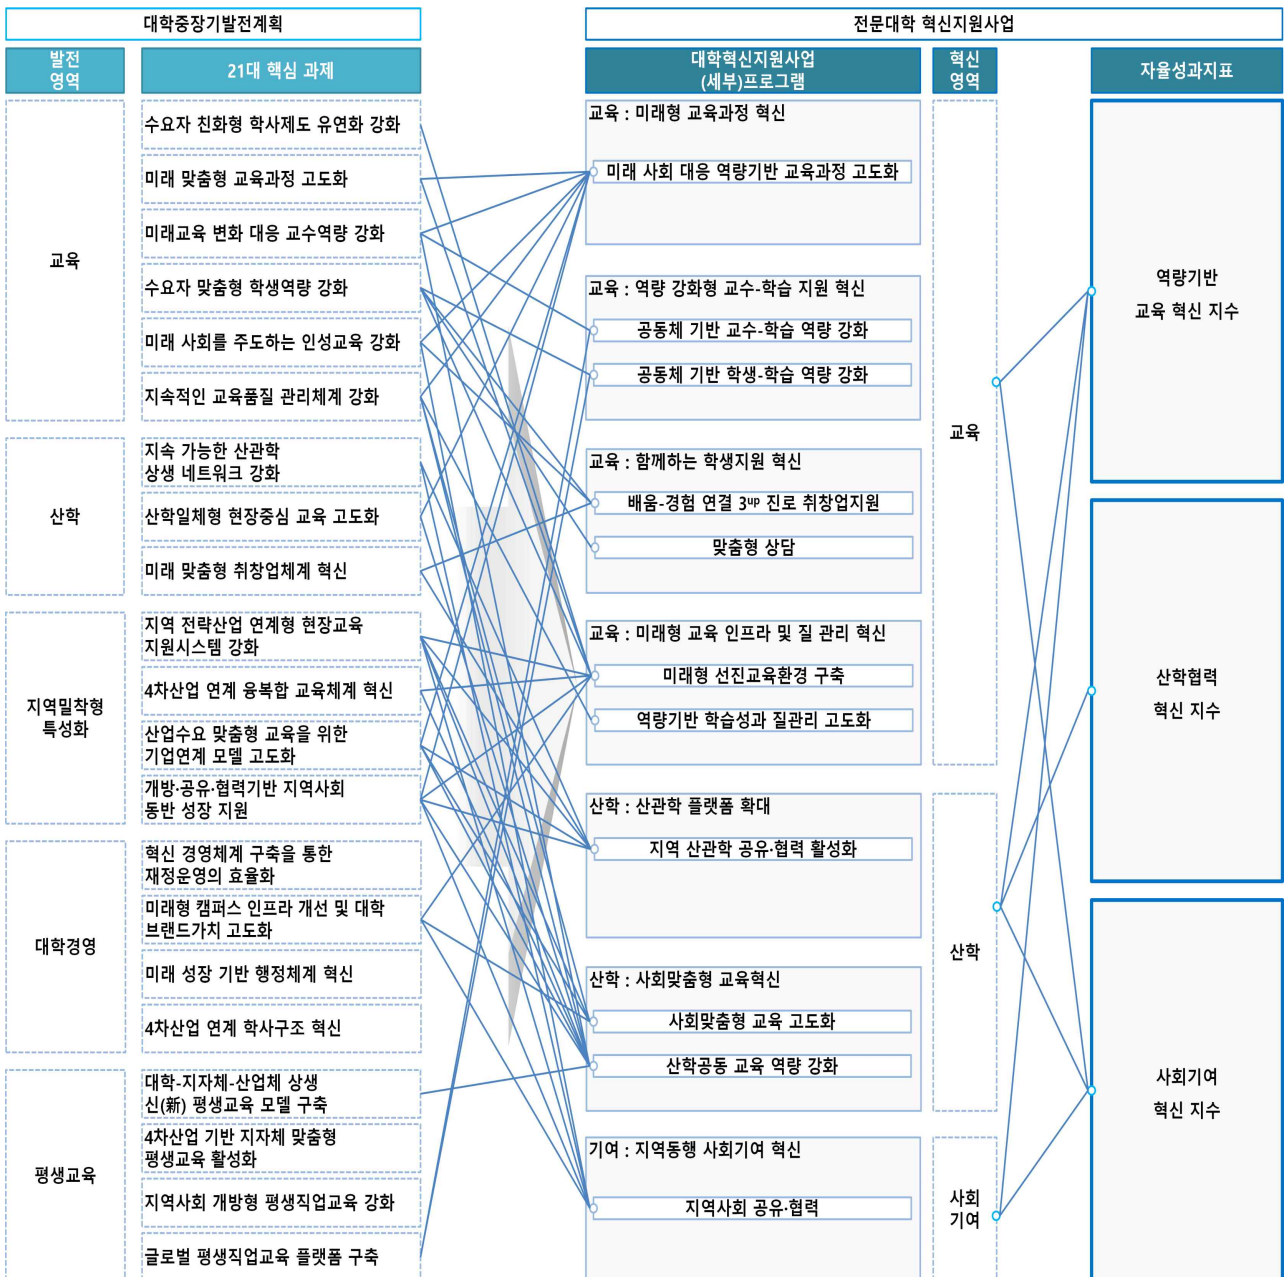 대학중장기발전계획
전문대학 혁신지원사업
발전
영역
21대 핵심 과제
대학혁신지원사업
(세부)프로그램
혁신
영역
자율성과지표
교육
수요자 친화형 학사제도 유연화 강화
미래 맞춤형 교육과정 고도화
미래교육 변화 대응 교수역량 강화
수요자 맞춤형 학생역량 강화
미래 사회를 주도하는 인성교육 강화
지속적인 교육품질 관리체계 강화
산학
지속 가능한 산관학
상생 네트워크 강화
산학일체형 현장중심 교육 고도화
미래 맞춤형 취창업체계 혁신
지역밀착형
특성화
지역 전략산업 연계형 현장교육
지원시스템 강화
4차산업 연계 융복합 교육체계 혁신
산업수요 맞춤형 교육을 위한
기업연계 모델 고도화
개방·공유·협력기반 지역사회
동반 성장 지원
대학경영
혁신 경영체계 구축을 통한
재정운영의 효율화
미래형 캠퍼스 인프라 개선 및 대학
브랜드가치 고도화
미래 성장 기반 행정체계 혁신
4차산업 연계 학사구조 혁신
평생교육
대학-지자체-산업체 상생
신(新) 평생교육 모델 구축
4차산업 기반 지자체 맞춤형
평생교육 활성화
지역사회 개방형 평생직업교육 강화
글로벌 평생직업교육 플랫폼 구축
교육 : 미래형 교육과정 혁신
미래 사회 대응 역량기반 교육과정 고도화
교육 : 역량 강화형 교수-학습 지원 혁신
공동체 기반 교수-학습 역량 강화
공동체 기반 학생-학습 역량 강화
교육 : 함께하는 학생지원 혁신
배움-경험 연결 3up 진로 취창업지원
맞춤형 상담
교육 : 미래형 교육 인프라 및 질 관리 혁신
미래형 선진교육환경 구축
역량기반 학습성과 질관리 고도화
산학 : 산관학 플랫폼 확대
지역 산관학 공유·협력 활성화
산학 : 사회맞춤형 교육혁신
사회맞춤형 교육 고도화
산학공동 교육 역량 강화
기여 : 지역동행 사회기여 혁신
지역사회 공유·협력
교육
산학
사회
기여
역량기반
교육 혁신 지수
산학협력
혁신 지수
사회기여
혁신 지수